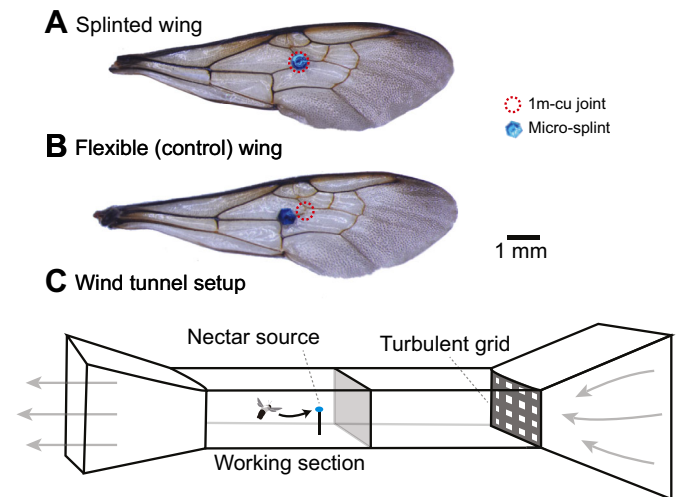 A Splinted wing
1m-cu joint
Micro-splint
B Flexible (control) wing
1 mm
C Wind tunnel setup
Nectar source
Turbulent grid
Working section